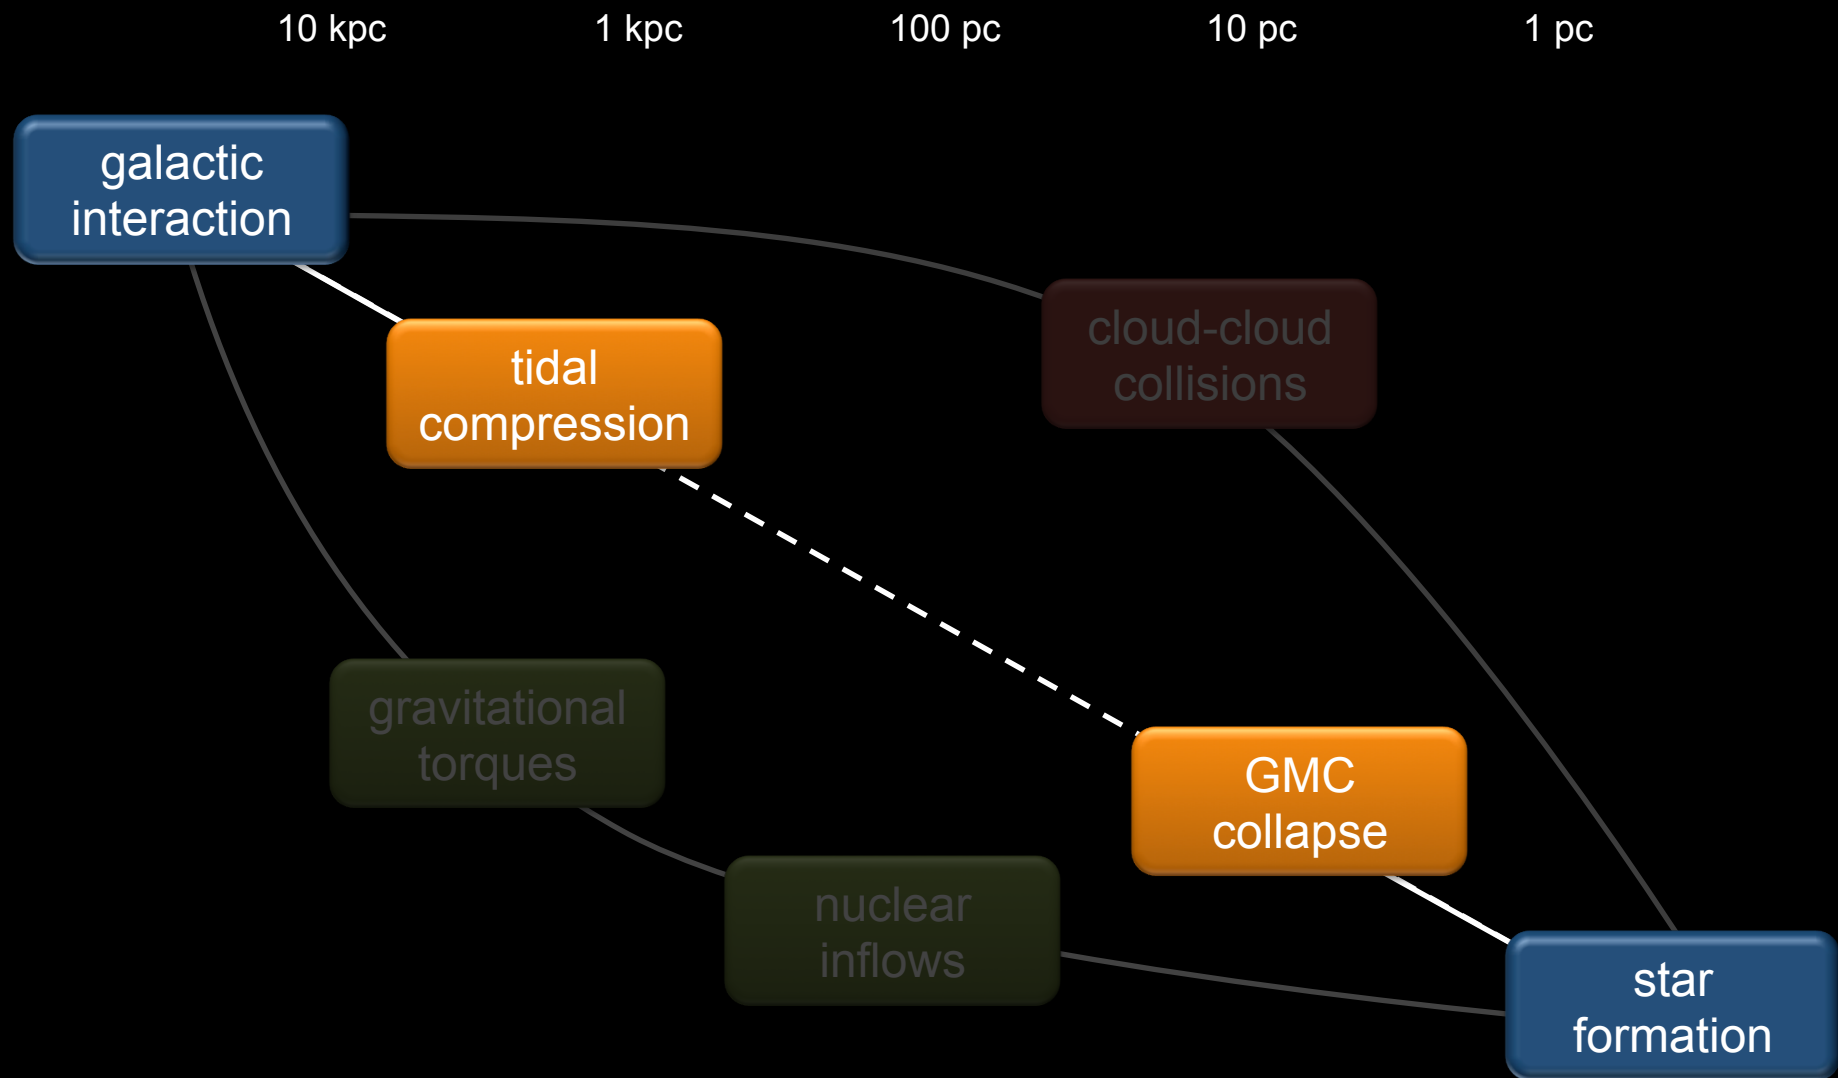 10 kpc 1 kpc 100 pc 10 pc 1 pc
galactic
interaction
cloud-cloud
collisions
tidal
compression
gravitational
torques
GMC
collapse
nuclear
inflows
star
formation